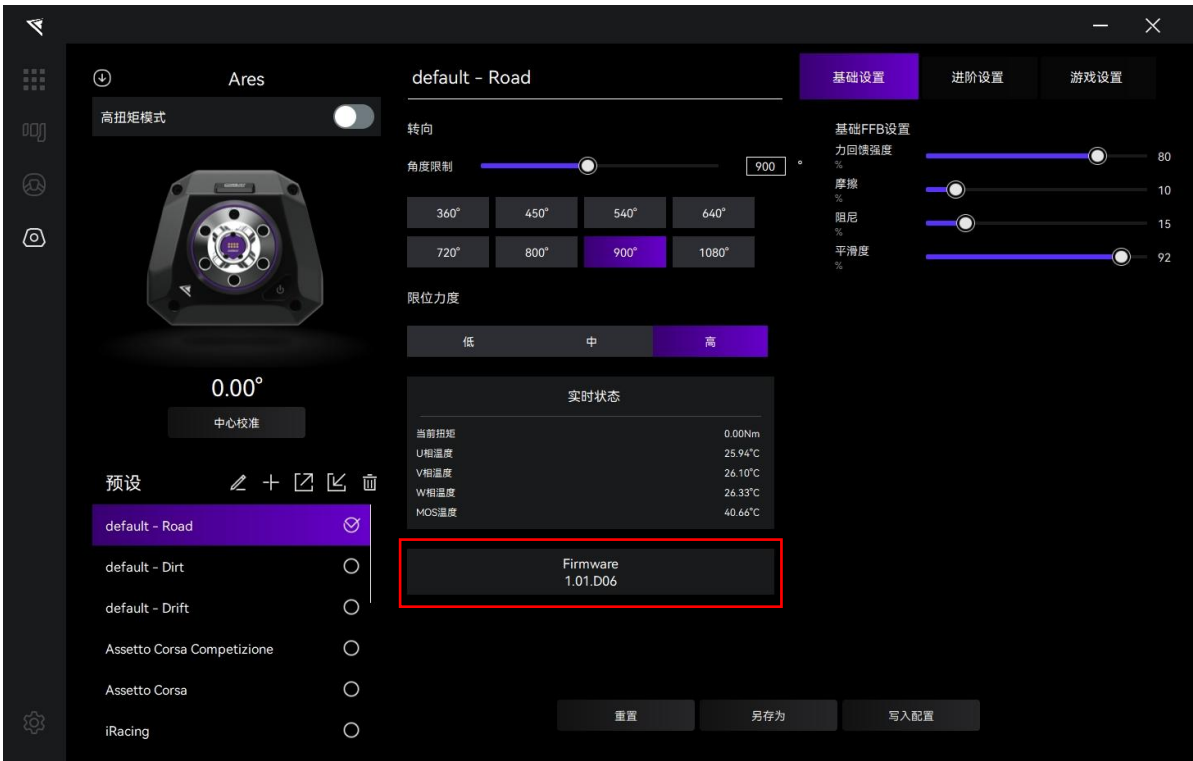 Ares
高扭矩模式
0.00°
中心校准
预设
default - Road
default - Dirt
default - Drift
Assetto Corsa Competizione
Assetto Corsa
iRacing
default - Road
转向
角度限制
900 °
360° 450° 540° 640°
720° 800° 900° 1080°
限位力度
低 中 高
实时状态
当前扭矩 0.00Nm
U相温度 25.94°C
V相温度 26.10°C
W相温度 26.33°C
MOS温度 40.66°C
Firmware
1.01.D06
基础设置 进阶设置 游戏设置
基础FFB设置
力回馈强度 80
%
摩擦 10
%
阻尼 15
%
平滑度 92
%
重置 另存为 写入配置